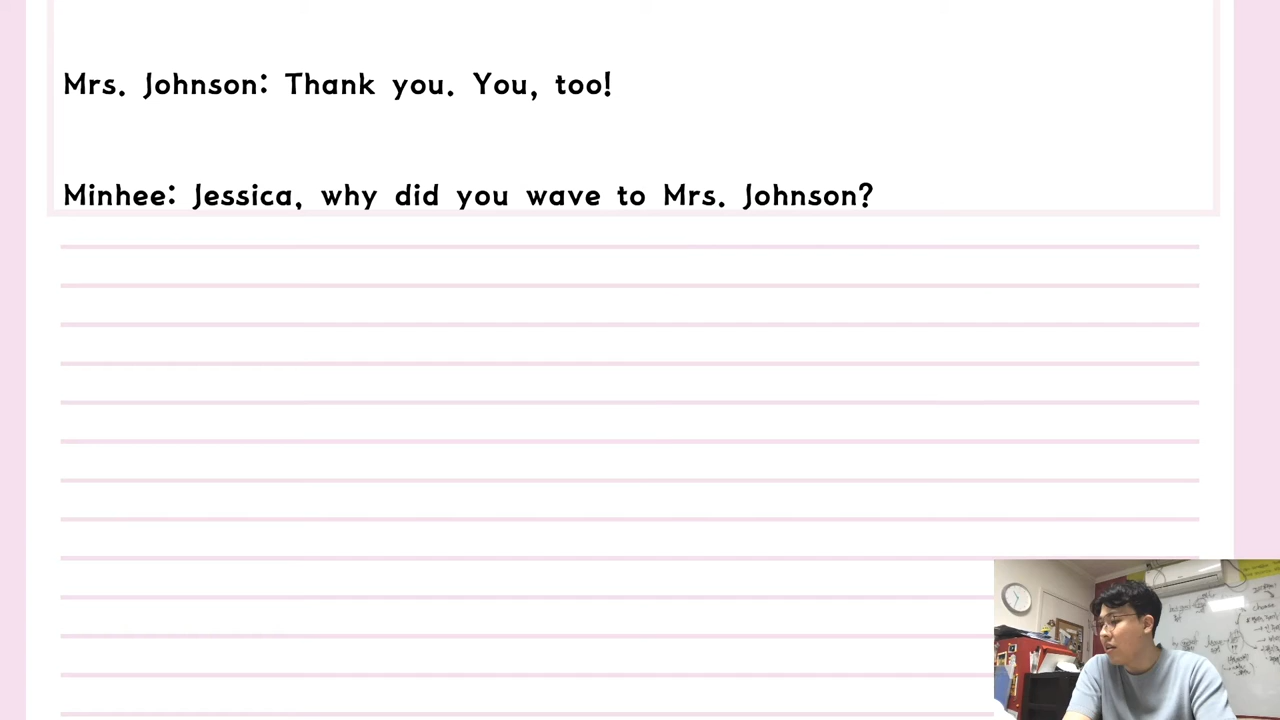 Mrs. Johnson: Thank you. You, too!
Minhee: Jessica, why did you wave to Mrs. Johnson?